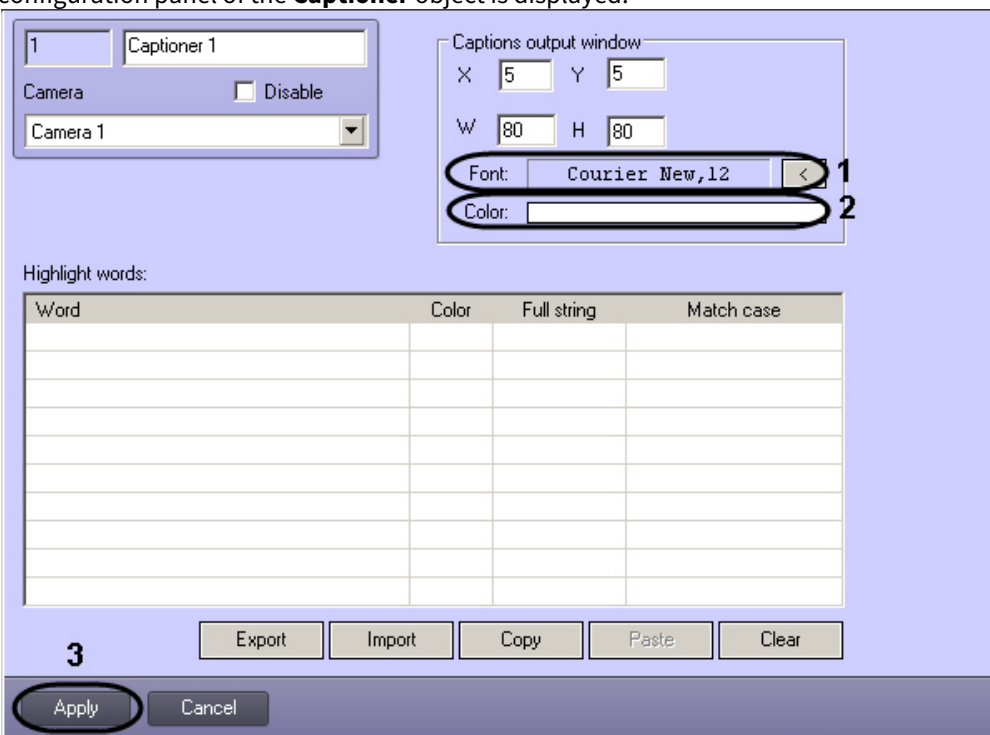 configuration panel of the Captioner object is displayed.
1 Captioner 1
Camera Disable
Camera 1
Captions output window
X 5 Y 5
W 80 H 80
Font: Courier New,12 < 1
Color: 2
Highlight words:
Word Color Full string Match case
Export Import Copy Paste Clear
3
Apply Cancel